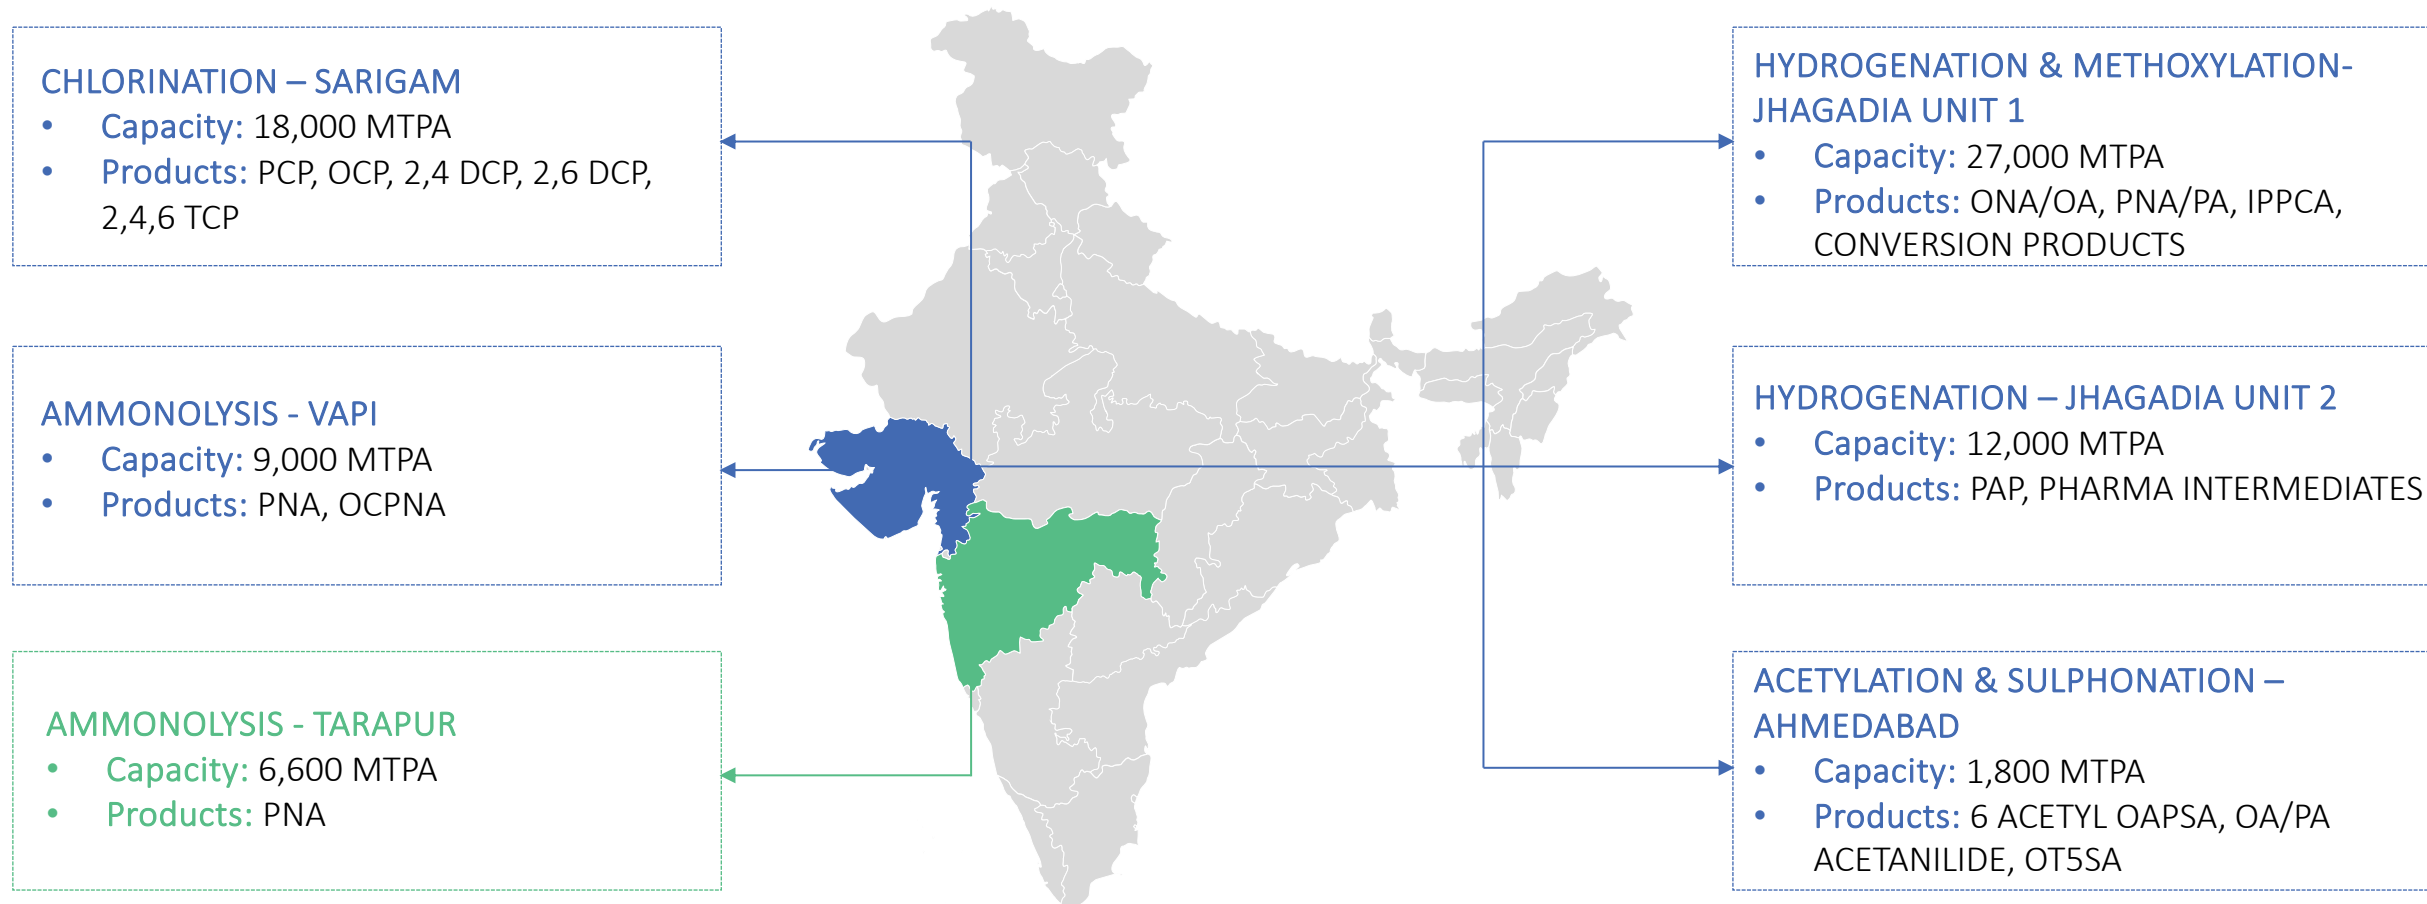 CHLORINATION – SARIGAM
• Capacity: 18,000 MTPA
• Products: PCP, OCP, 2,4 DCP, 2,6 DCP,
2,4,6 TCP
AMMONOLYSIS - VAPI
• Capacity: 9,000 MTPA
• Products: PNA, OCPNA
AMMONOLYSIS - TARAPUR
• Capacity: 6,600 MTPA
• Products: PNA
HYDROGENATION & METHOXYLATION-
JHAGADIA UNIT 1
• Capacity: 27,000 MTPA
• Products: ONA/OA, PNA/PA, IPPCA,
CONVERSION PRODUCTS
HYDROGENATION – JHAGADIA UNIT 2
• Capacity: 12,000 MTPA
• Products: PAP, PHARMA INTERMEDIATES
ACETYLATION & SULPHONATION –
AHMEDABAD
• Capacity: 1,800 MTPA
• Products: 6 ACETYL OAPSA, OA/PA
ACETANILIDE, OT5SA